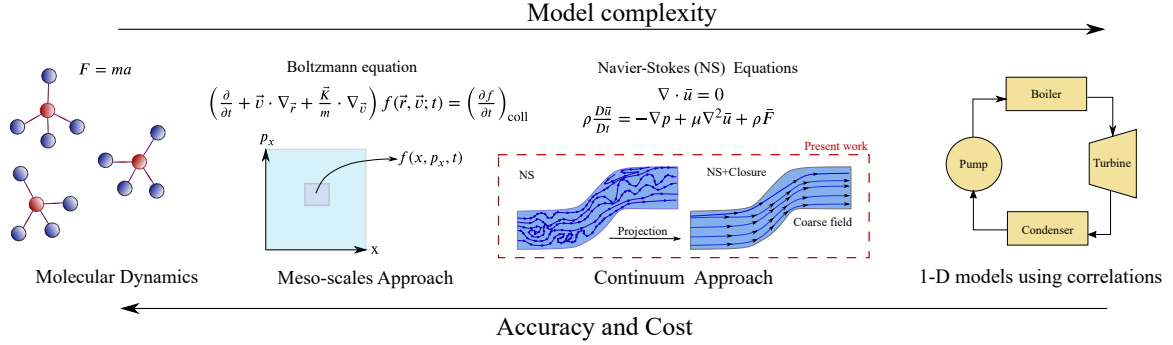 Model complexity
F = ma
Boltzmann equation
(∂/∂t + v⃗ · ∇_r⃗ + K⃗/m · ∇_v⃗) f(r⃗, v⃗; t) = (∂f/∂t)_coll
p_x
f(x, p_x, t)
x
Navier-Stokes (NS) Equations
∇ · ū = 0
ρ Dū/Dt = −∇p + μ∇²ū + ρF̄
Present work
NS
NS+Closure
Projection
Coarse field
Boiler
Pump
Turbine
Condenser
Molecular Dynamics
Meso-scales Approach
Continuum Approach
1-D models using correlations
Accuracy and Cost